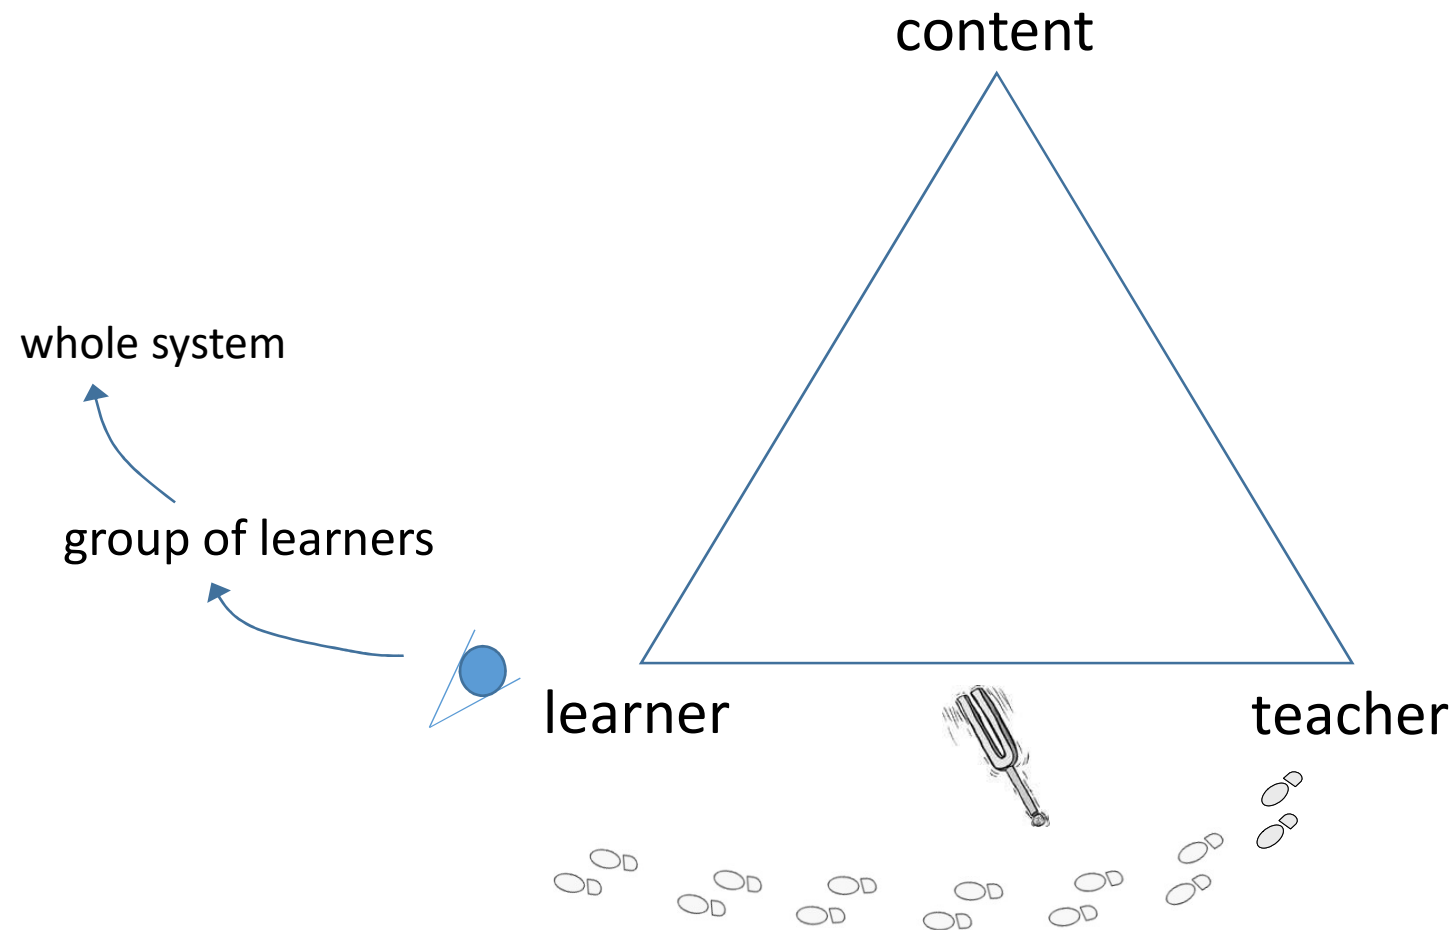 content
whole system
group of learners
learner
teacher